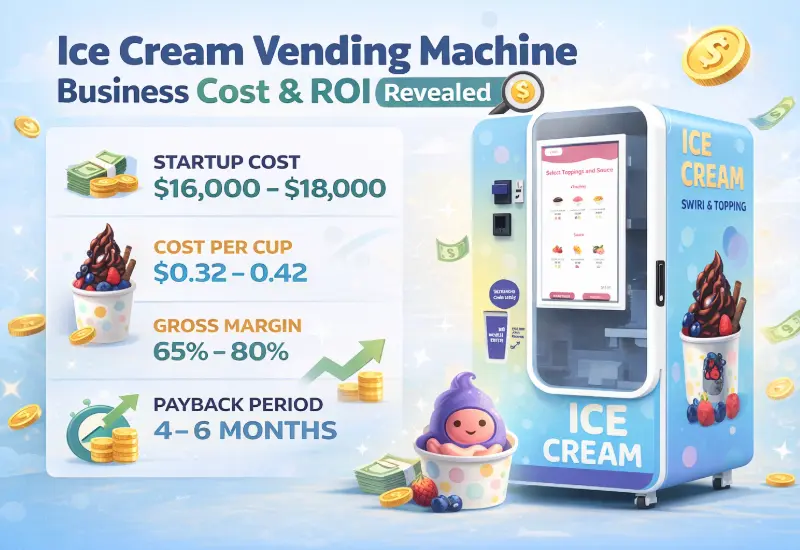 Ice Cream Vending Machine
Business Cost & ROI Revealed
STARTUP COST
$16,000 – $18,000
COST PER CUP
$0.32 – 0.42
GROSS MARGIN
65% – 80%
PAYBACK PERIOD
4 – 6 MONTHS
Select Toppings and Sauce
ICE
CREAM
SWIRI & TOPPING
ICE
CREAM